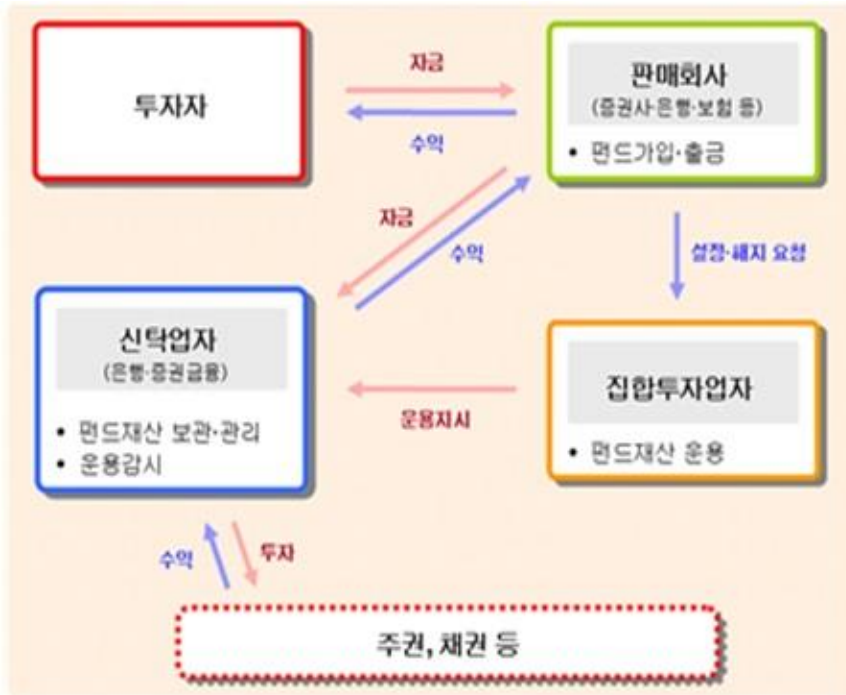 투자자
자금
수익
판매회사
(증권사·은행·보험 등)
• 펀드가입·출금
자금
수익
설정·해지 요청
신탁업자
(은행·증권금융)
• 펀드재산 보관·관리
• 운용감시
운용지시
집합투자업자
• 펀드재산 운용
수익
투자
주권, 채권 등